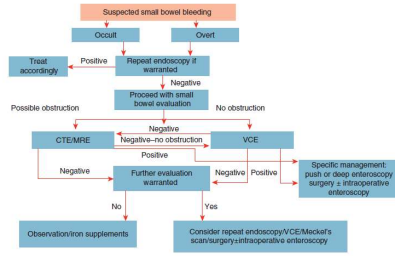 Suspected small bowel bleeding
Occult
Overt
Treat
accordingly
Positive
Repeat endoscopy if
warranted
Negative
Proceed with small
bowel evaluation
Possible obstruction
No obstruction
Negative
CTE/MRE
Negative–no obstruction
VCE
Positive
Negative
Further evaluation
warranted
Negative
Positive
Specific management:
push or deep enteroscopy
surgery ± intraoperative
enteroscopy
No
Yes
Observation/iron supplements
Consider repeat endoscopy/VCE/Meckel's
scan/surgery±intraoperative enteroscopy